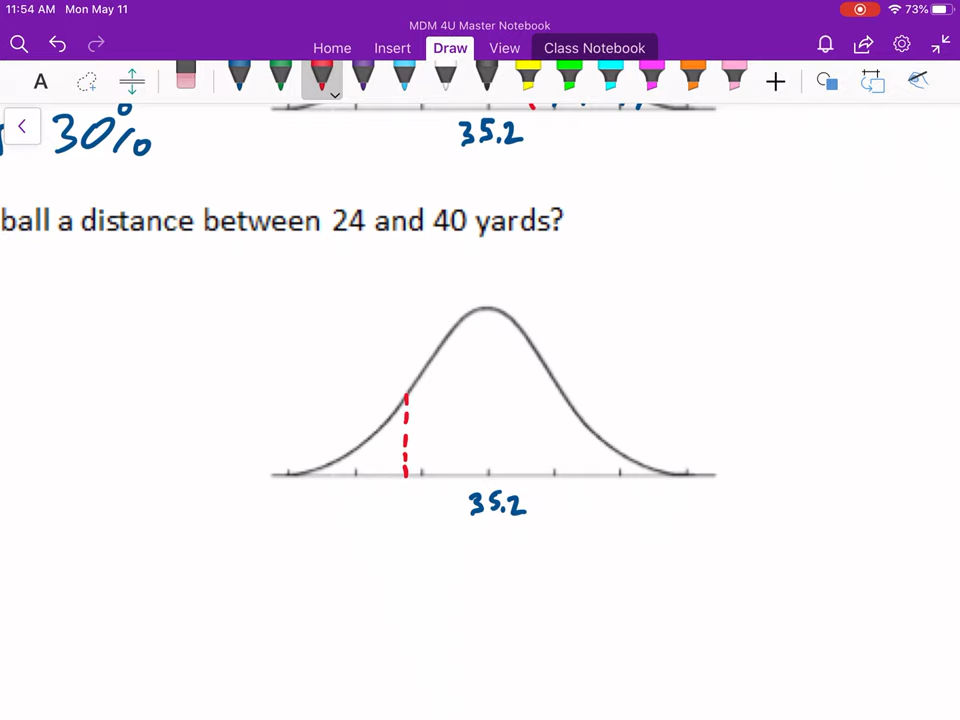 11:54 AM Mon May 11
73%
MDM 4U Master Notebook
Home Insert Draw View Class Notebook
A
30%
35.2
ball a distance between 24 and 40 yards?
35.2